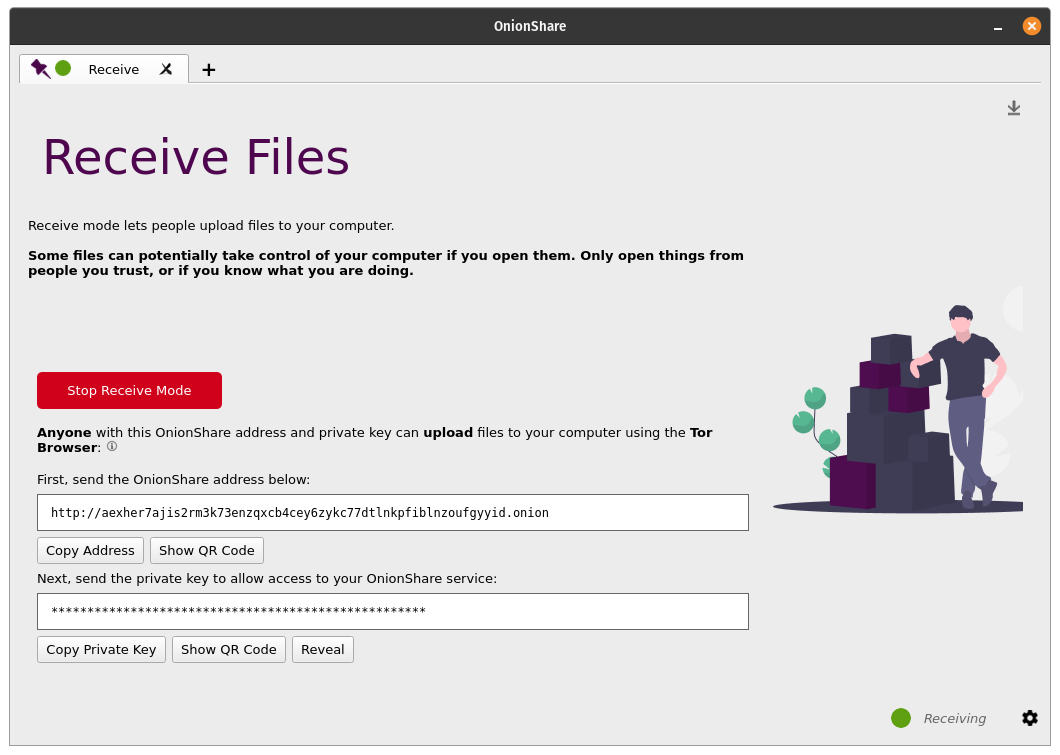 OnionShare
Receive
Receive Files
Receive mode lets people upload files to your computer.
Some files can potentially take control of your computer if you open them. Only open things from
people you trust, or if you know what you are doing.
Stop Receive Mode
Anyone with this OnionShare address and private key can upload files to your computer using the Tor
Browser:
First, send the OnionShare address below:
http://aexher7ajis2rm3k73enzqxcb4cey6zykc77dtlnkpfiblnzoufgyyid.onion
Copy Address Show QR Code
Next, send the private key to allow access to your OnionShare service:
****************************************************
Copy Private Key Show QR Code Reveal
Receiving